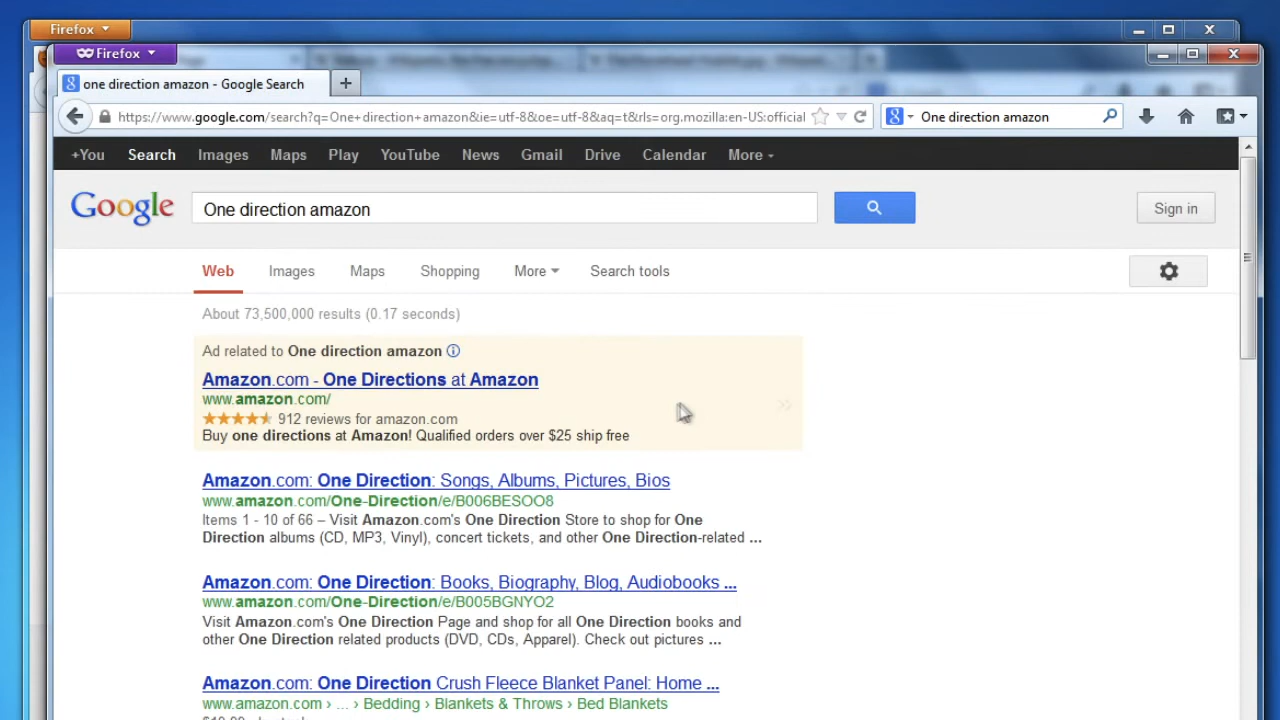 Firefox
Firefox
one direction amazon - Google Search
https://www.google.com/search?q=One+direction+amazon&ie=utf-8&oe=utf-8&aq=t&rls=org.mozilla:en-US:official
One direction amazon
+You Search Images Maps Play YouTube News Gmail Drive Calendar More
Google
One direction amazon
Sign in
Web Images Maps Shopping More Search tools
About 73,500,000 results (0.17 seconds)
Ad related to One direction amazon
Amazon.com - One Directions at Amazon
www.amazon.com/
912 reviews for amazon.com
Buy one directions at Amazon! Qualified orders over $25 ship free
Amazon.com: One Direction: Songs, Albums, Pictures, Bios
www.amazon.com/One-Direction/e/B006BESOO8
Items 1 - 10 of 66 – Visit Amazon.com's One Direction Store to shop for One
Direction albums (CD, MP3, Vinyl), concert tickets, and other One Direction-related ...
Amazon.com: One Direction: Books, Biography, Blog, Audiobooks ...
www.amazon.com/One-Direction/e/B005BGNYO2
Visit Amazon.com's One Direction Page and shop for all One Direction books and
other One Direction related products (DVD, CDs, Apparel). Check out pictures ...
Amazon.com: One Direction Crush Fleece Blanket Panel: Home ...
www.amazon.com › ... › Bedding › Blankets & Throws › Bed Blankets